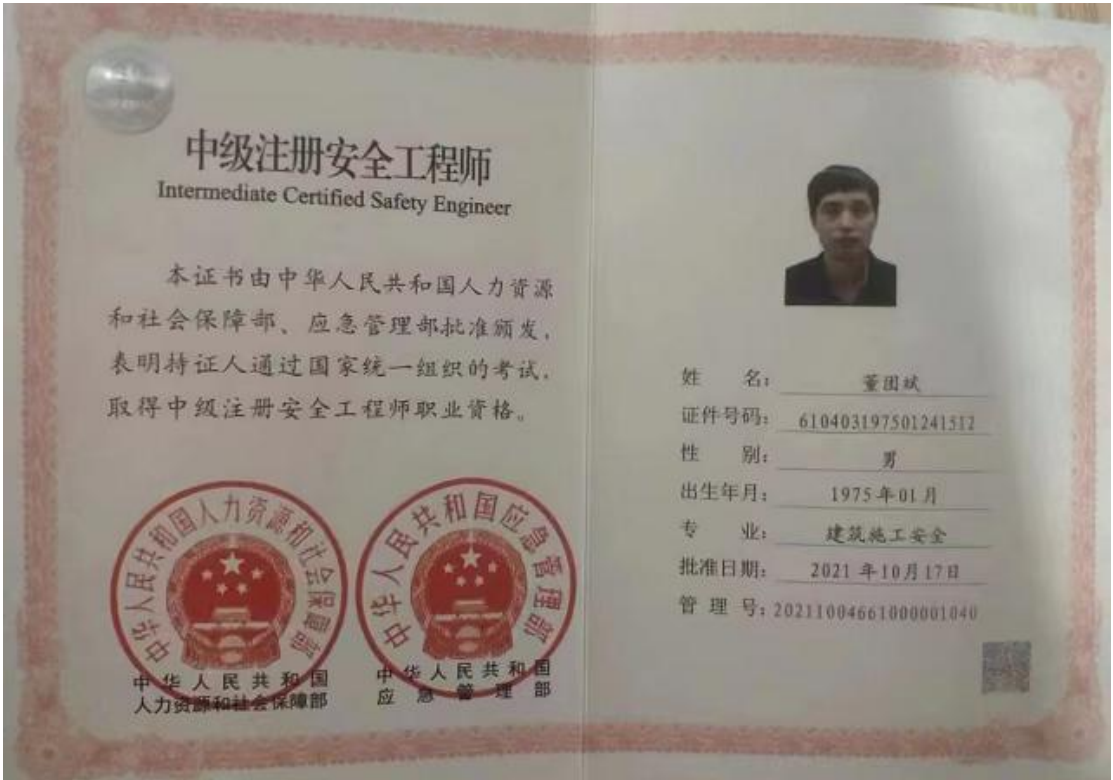 中级注册安全工程师
Intermediate Certified Safety Engineer
本证书由中华人民共和国人力资源
和社会保障部、应急管理部批准颁发,
表明持证人通过国家统一组织的考试,
取得中级注册安全工程师职业资格。
中华人民共和国人力资源和社会保障部
中华人民共和国
人力资源和社会保障部
中华人民共和国应急管理部
中华人民共和国
应急管理部
姓 名: 董团斌
证件号码: 610403197501241512
性 别: 男
出生年月: 1975年01月
专 业: 建筑施工安全
批准日期: 2021年10月17日
管 理 号: 20211004661000001040